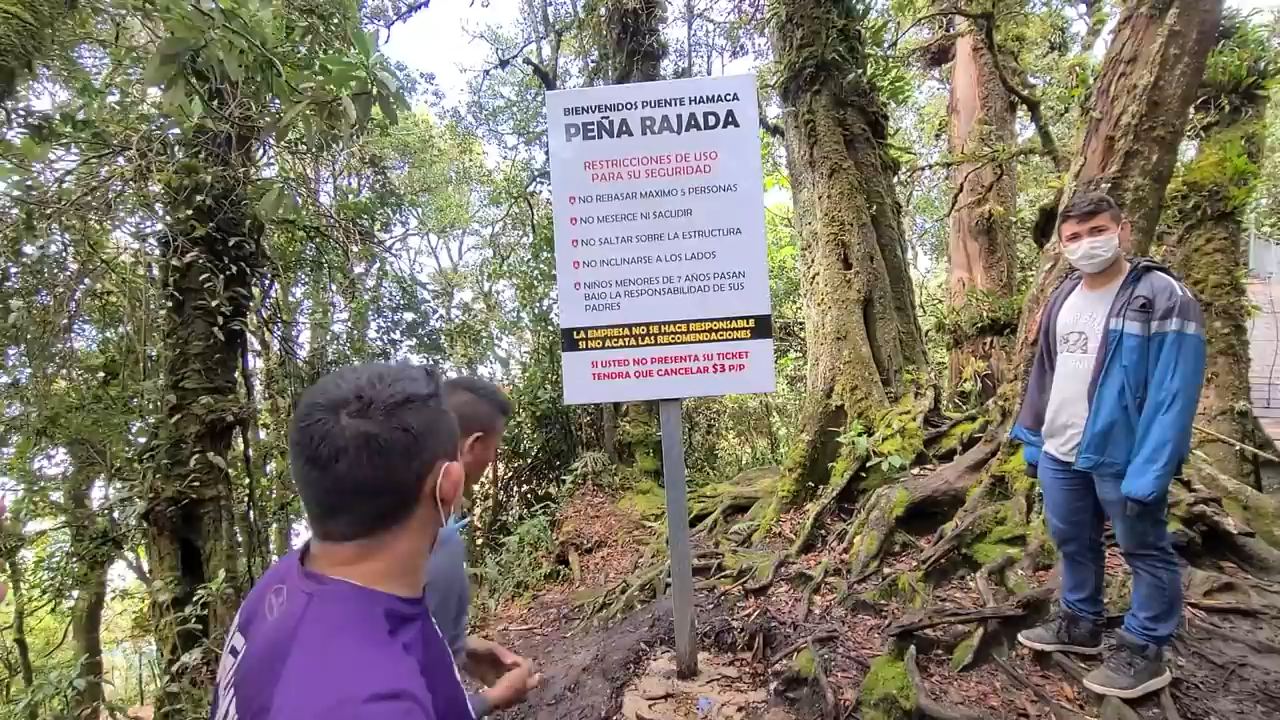 BIENVENIDOS PUENTE HAMACA
PEÑA RAJADA
RESTRICCIONES DE USO
PARA SU SEGURIDAD
NO REBASAR MAXIMO 5 PERSONAS
NO MESERCE NI SACUDIR
NO SALTAR SOBRE LA ESTRUCTURA
NO INCLINARSE A LOS LADOS
NIÑOS MENORES DE 7 AÑOS PASAN
BAJO LA RESPONSABILIDAD DE SUS
PADRES
LA EMPRESA NO SE HACE RESPONSABLE
SI NO ACATA LAS RECOMENDACIONES
SI USTED NO PRESENTA SU TICKET
TENDRA QUE CANCELAR $3 P/P